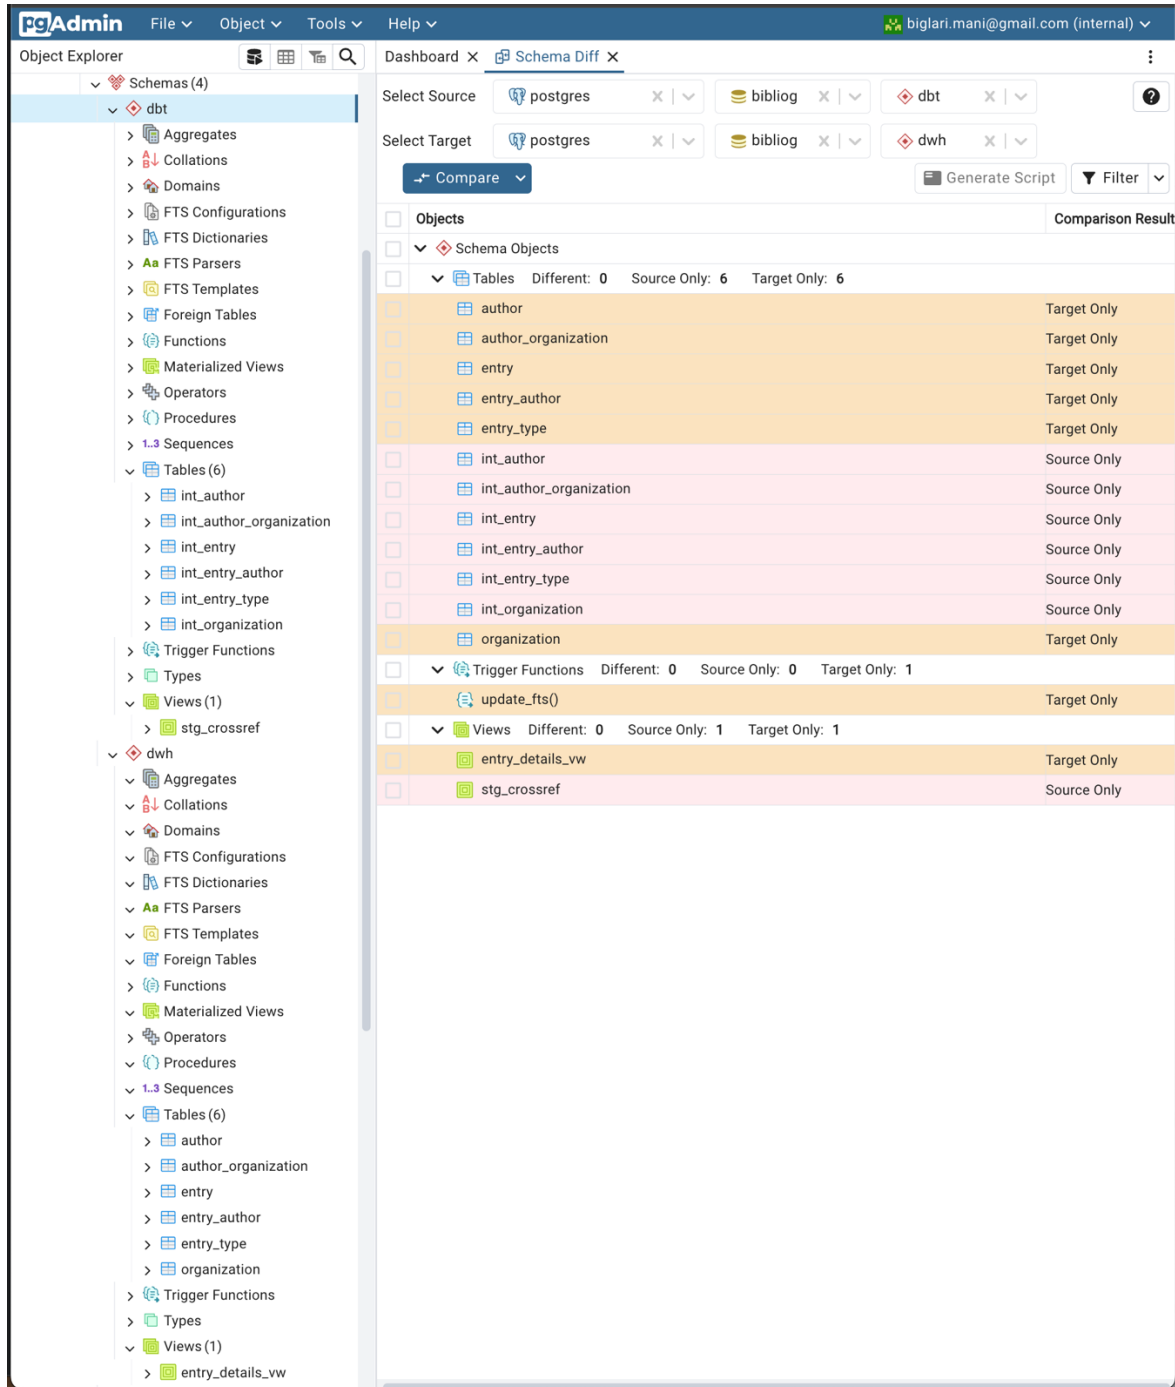 pgAdmin File Object Tools Help biglari.mani@gmail.com (internal)
Object Explorer
Schemas (4)
dbt
Aggregates
Collations
Domains
FTS Configurations
FTS Dictionaries
Aa FTS Parsers
FTS Templates
Foreign Tables
Functions
Materialized Views
Operators
Procedures
1..3 Sequences
Tables (6)
int_author
int_author_organization
int_entry
int_entry_author
int_entry_type
int_organization
Trigger Functions
Types
Views (1)
stg_crossref
dwh
Aggregates
Collations
Domains
FTS Configurations
FTS Dictionaries
Aa FTS Parsers
FTS Templates
Foreign Tables
Functions
Materialized Views
Operators
Procedures
1..3 Sequences
Tables (6)
author
author_organization
entry
entry_author
entry_type
organization
Trigger Functions
Types
Views (1)
entry_details_vw
Dashboard Schema Diff
Select Source postgres bibliog dbt
Select Target postgres bibliog dwh
Compare Generate Script Filter
Objects Comparison Result
Schema Objects
Tables Different: 0 Source Only: 6 Target Only: 6
author Target Only
author_organization Target Only
entry Target Only
entry_author Target Only
entry_type Target Only
int_author Source Only
int_author_organization Source Only
int_entry Source Only
int_entry_author Source Only
int_entry_type Source Only
int_organization Source Only
organization Target Only
Trigger Functions Different: 0 Source Only: 0 Target Only: 1
update_fts() Target Only
Views Different: 0 Source Only: 1 Target Only: 1
entry_details_vw Target Only
stg_crossref Source Only